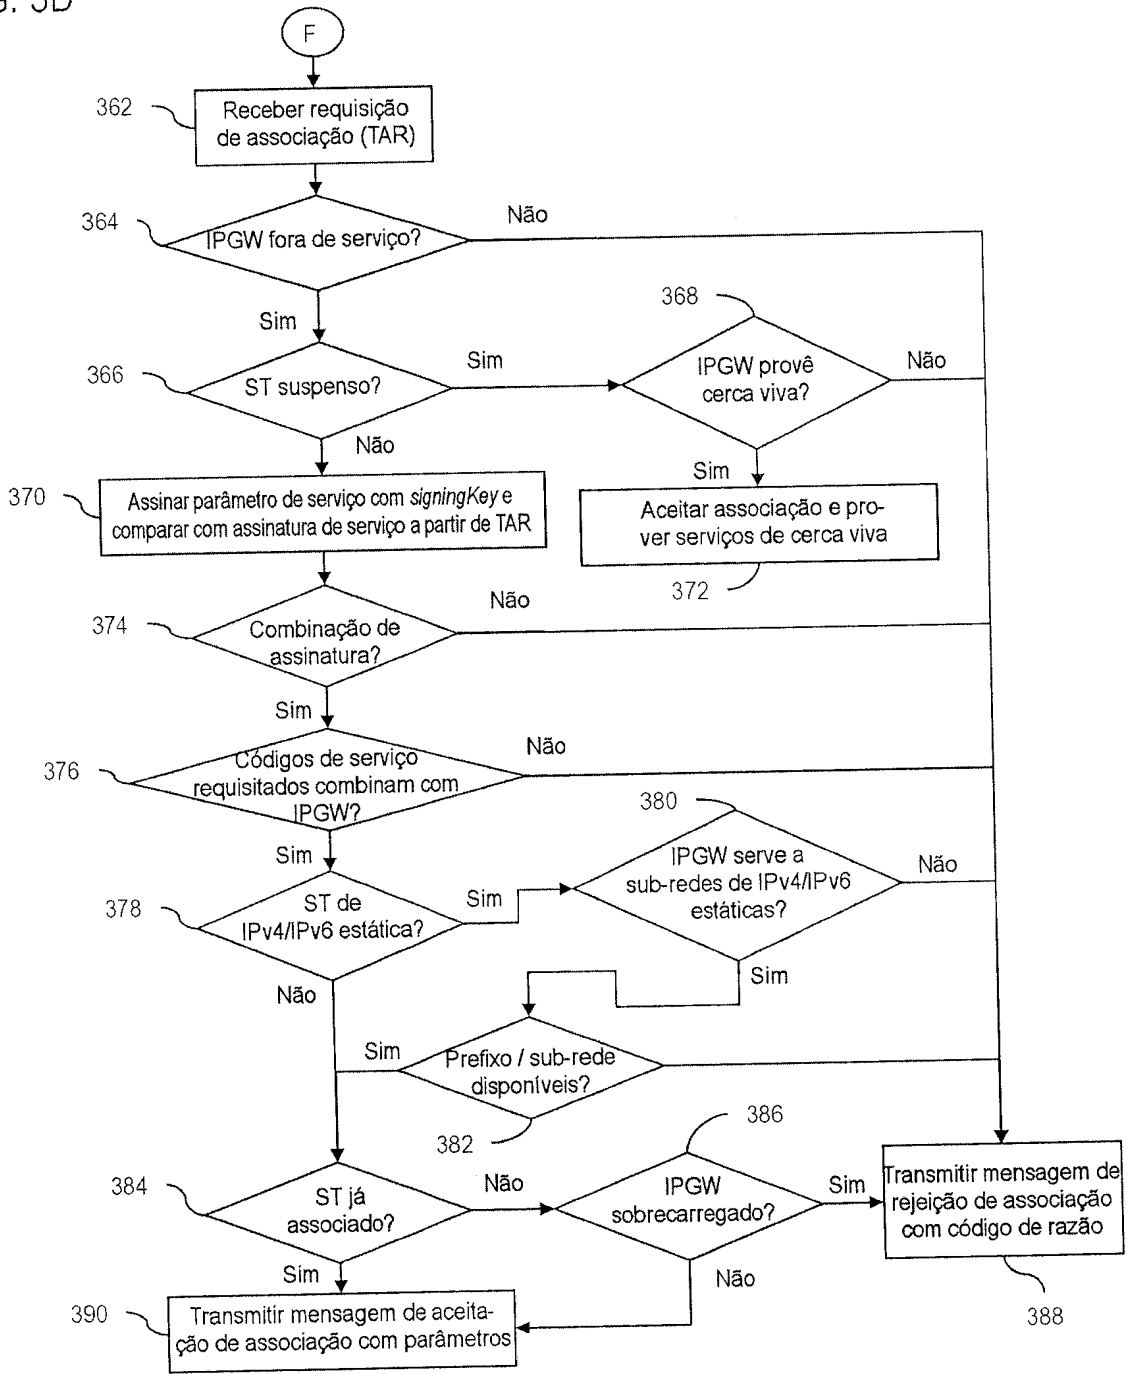 F
362
Receber requisição
de associação (TAR)
364
IPGW fora de serviço?
Não
Sim
368
366
ST suspenso?
Sim
IPGW provê
cerca viva?
Não
Não
Sim
370
Assinar parâmetro de serviço com signingKey e
comparar com assinatura de serviço a partir de TAR
Aceitar associação e pro-
ver serviços de cerca viva
372
374
Combinação de
assinatura?
Não
Sim
376
Códigos de serviço
requisitados combinam com
IPGW?
Não
Sim
380
IPGW serve a
sub-redes de IPv4/IPv6
estáticas?
Não
378
ST de
IPv4/IPv6 estática?
Sim
Sim
Não
Sim
Prefixo / sub-rede
disponíveis?
382
386
384
ST já
associado?
Não
IPGW
sobrecarregado?
Sim
Transmitir mensagem de
rejeição de associação
com código de razão
388
Sim
Não
390
Transmitir mensagem de aceita-
ção de associação com parâmetros